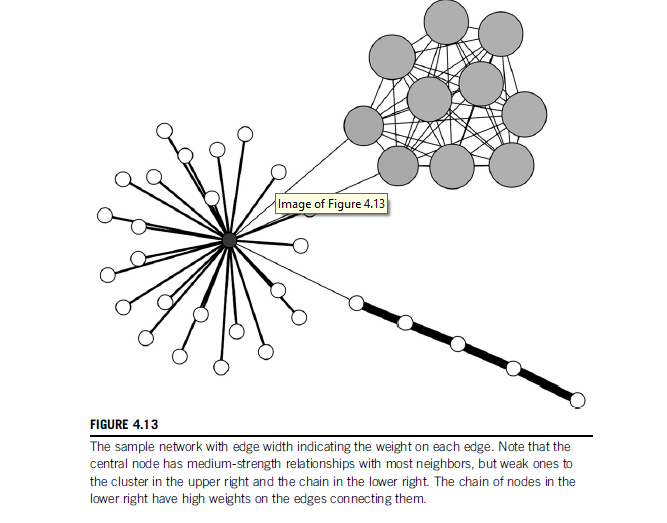 Image of Figure 4.13
FIGURE 4.13
The sample network with edge width indicating the weight on each edge. Note that the
central node has medium-strength relationships with most neighbors, but weak ones to
the cluster in the upper right and the chain in the lower right. The chain of nodes in the
lower right have high weights on the edges connecting them.